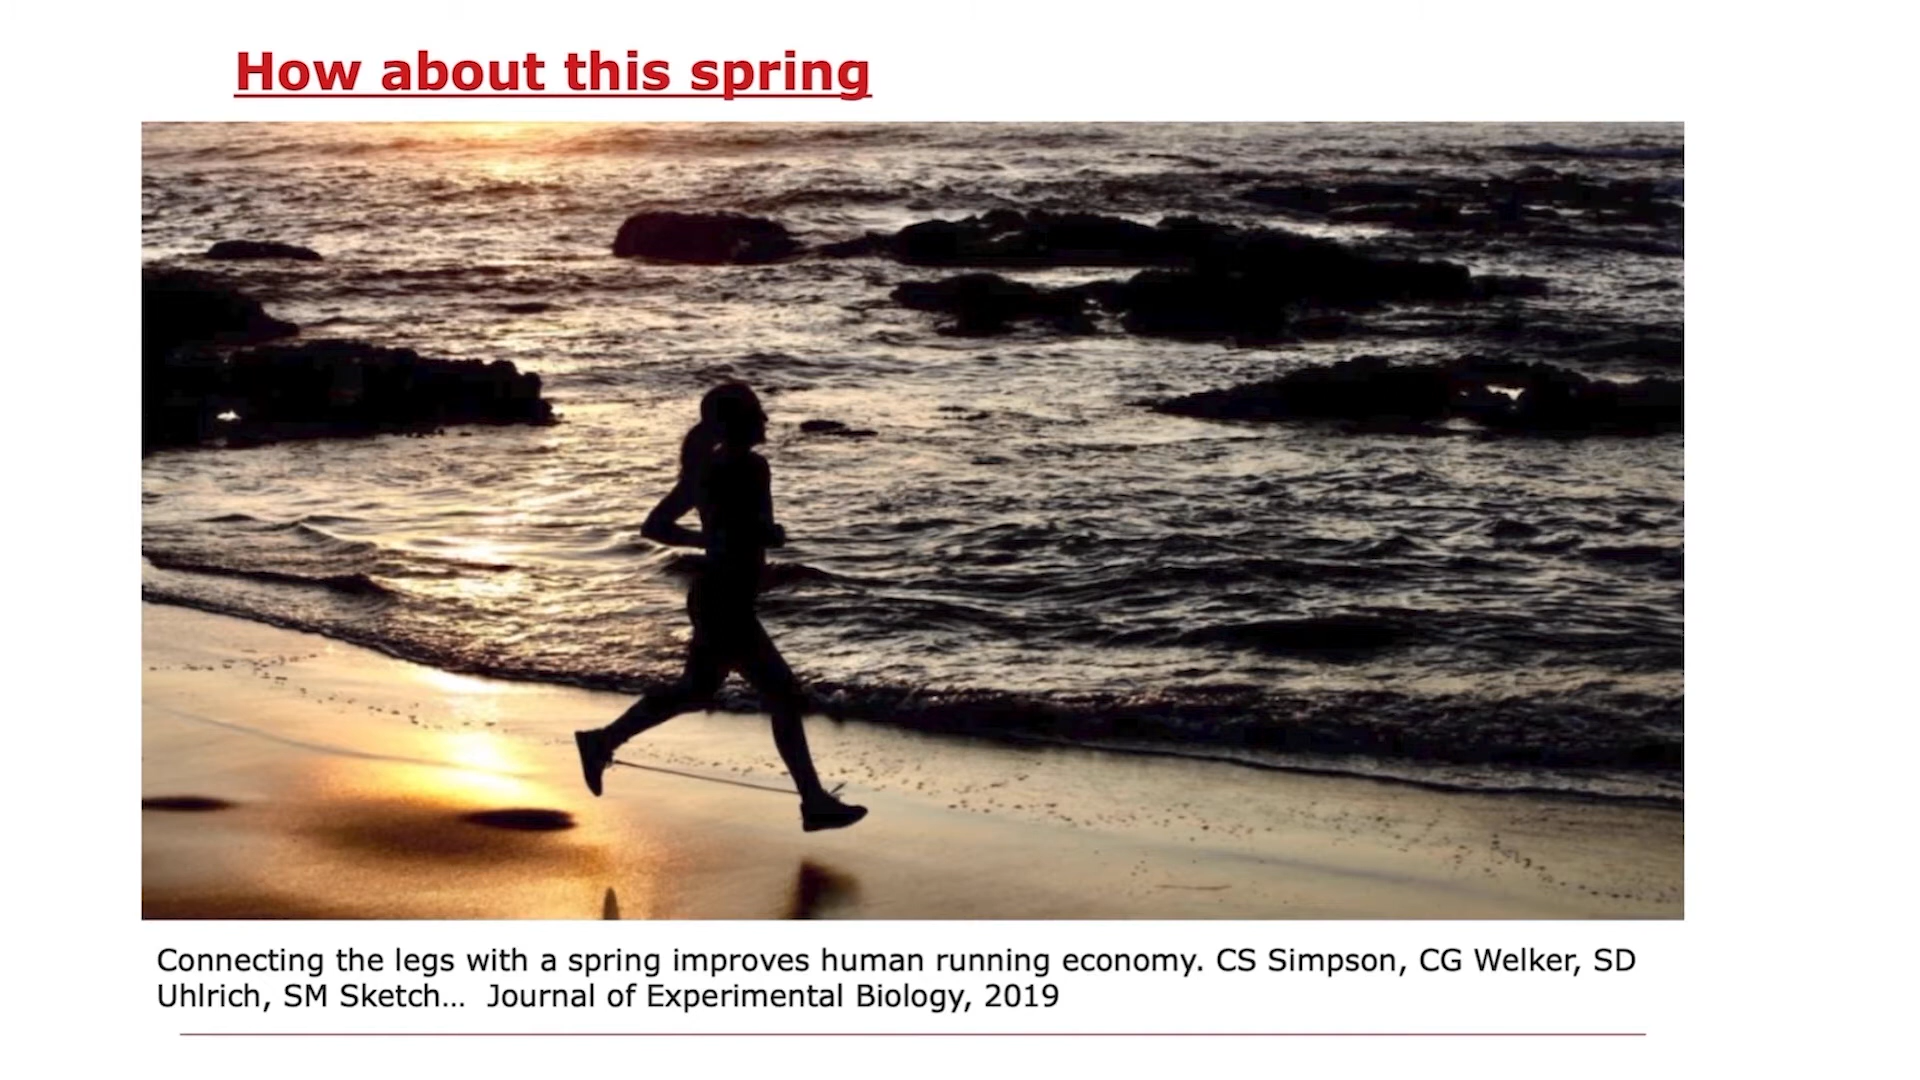 How about this spring
Connecting the legs with a spring improves human running economy. CS Simpson, CG Welker, SD
Uhlrich, SM Sketch... Journal of Experimental Biology, 2019